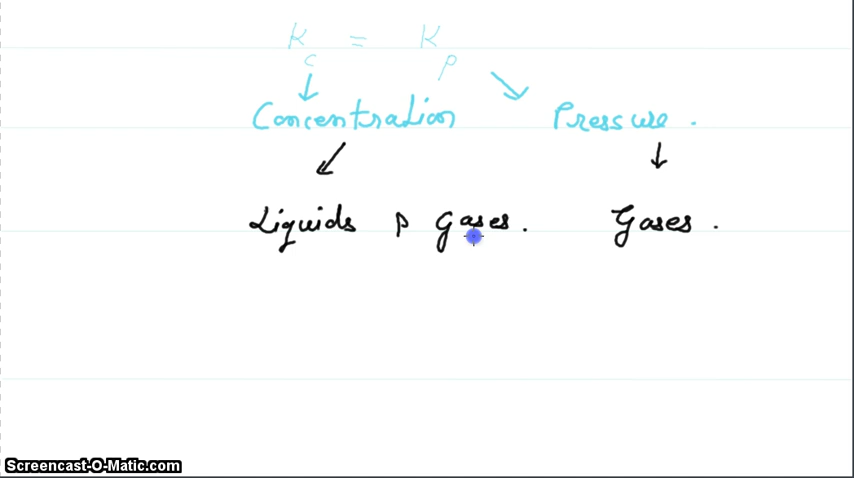 Kc = Kp
Concentration Pressure.
Liquids & Gases. Gases.
Screencast-O-Matic.com